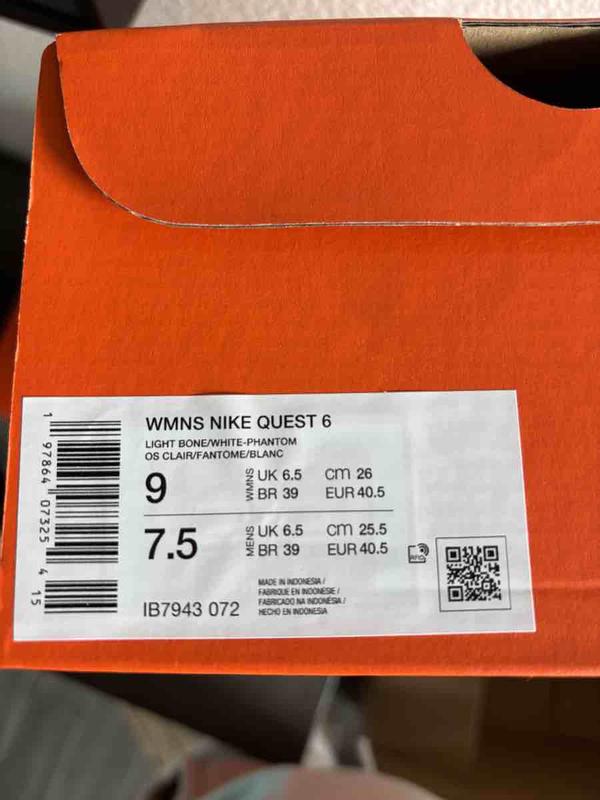 WMNS NIKE QUEST 6
LIGHT BONE/WHITE-PHANTOM
OS CLAIR/FANTOME/BLANC
9 WMNS UK 6.5 CM 26
BR 39 EUR 40.5
7.5 MENS UK 6.5 CM 25.5
BR 39 EUR 40.5
RFID
IB7943 072
MADE IN INDONESIA /
FABRIQUE EN INDONESIE /
FABRICADO NA INDONÉSIA /
HECHO EN INDONESIA
1 97864 07325 4 15